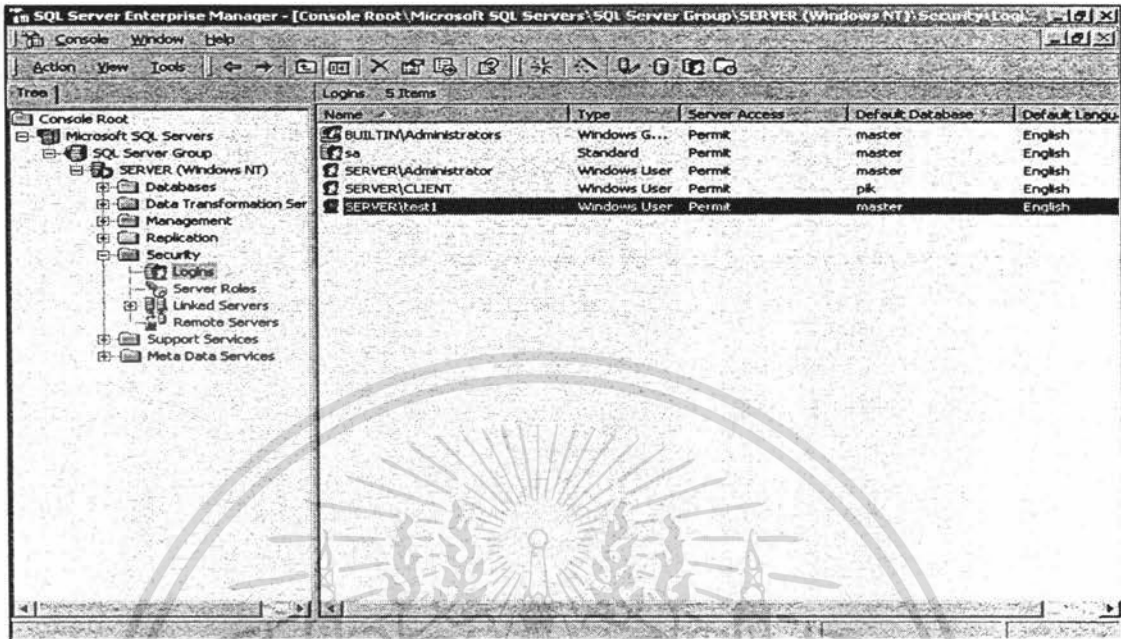 SQL Server Enterprise Manager - [Console Root\Microsoft SQL Servers\SQL Server Group\SERVER (Windows NT)\Security\Logi...
Console Window Help
Action View Tools
Tree
Logins 5 Items
Console Root
Microsoft SQL Servers
SQL Server Group
SERVER (Windows NT)
Databases
Data Transformation Ser
Management
Replication
Security
Logins
Server Roles
Linked Servers
Remote Servers
Support Services
Meta Data Services
Name Type Server Access Default Database Default Langu
BUILTIN\Administrators Windows G... Permit master English
sa Standard Permit master English
SERVER\Administrator Windows User Permit master English
SERVER\CLIENT Windows User Permit pik English
SERVER\test1 Windows User Permit master English